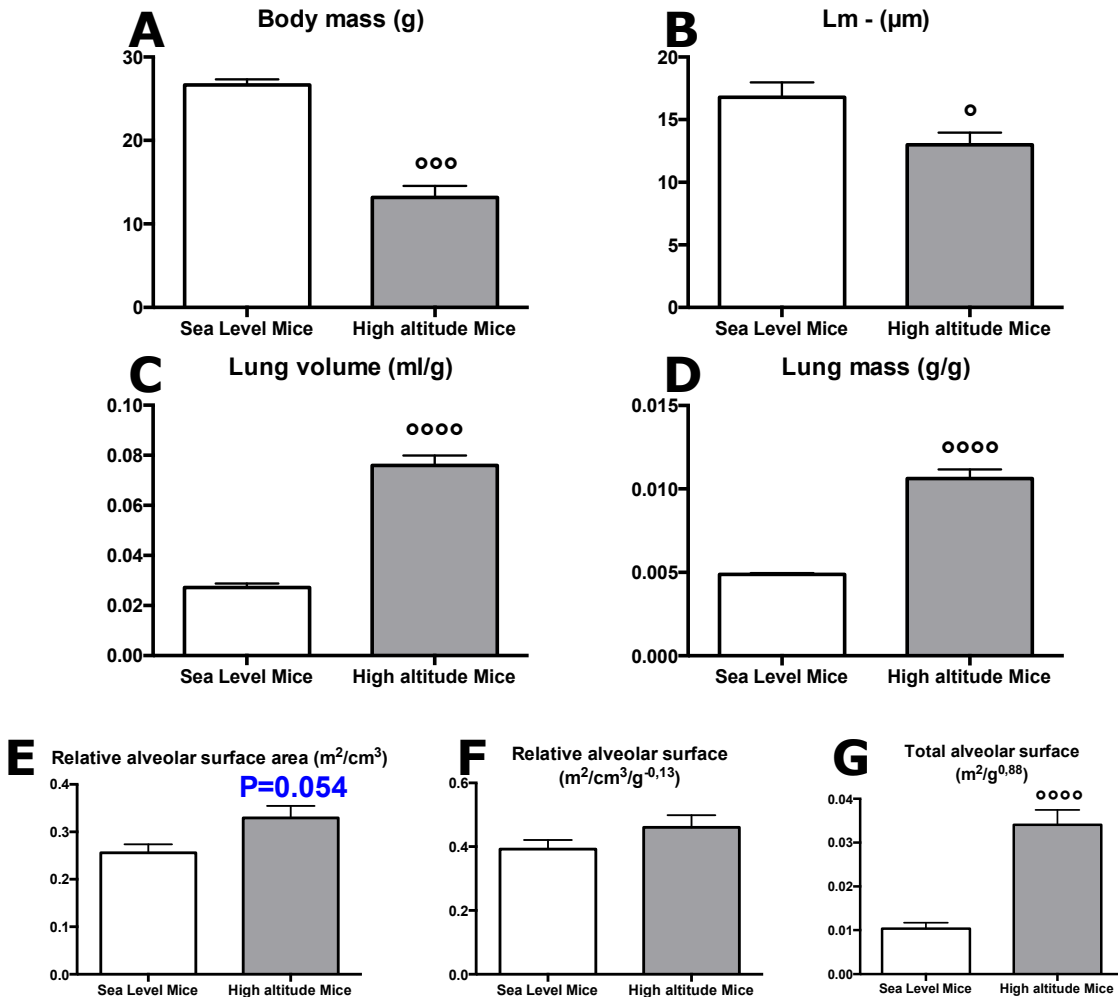 A
Body mass (g)
30
20
10
0
Sea Level Mice
High altitude Mice
B
Lm - (µm)
20
15
10
5
0
Sea Level Mice
High altitude Mice
C
Lung volume (ml/g)
0.10
0.08
0.06
0.04
0.02
0.00
Sea Level Mice
High altitude Mice
D
Lung mass (g/g)
0.015
0.010
0.005
0.000
Sea Level Mice
High altitude Mice
E
Relative alveolar surface area (m²/cm³)
P=0.054
0.4
0.3
0.2
0.1
0.0
Sea Level Mice
High altitude Mice
F
Relative alveolar surface
(m²/cm³/g⁻⁰,¹³)
0.6
0.4
0.2
0.0
Sea Level Mice
High altitude Mice
G
Total alveolar surface
(m²/g⁰,⁸⁸)
0.04
0.03
0.02
0.01
0.00
Sea Level Mice
High altitude Mice